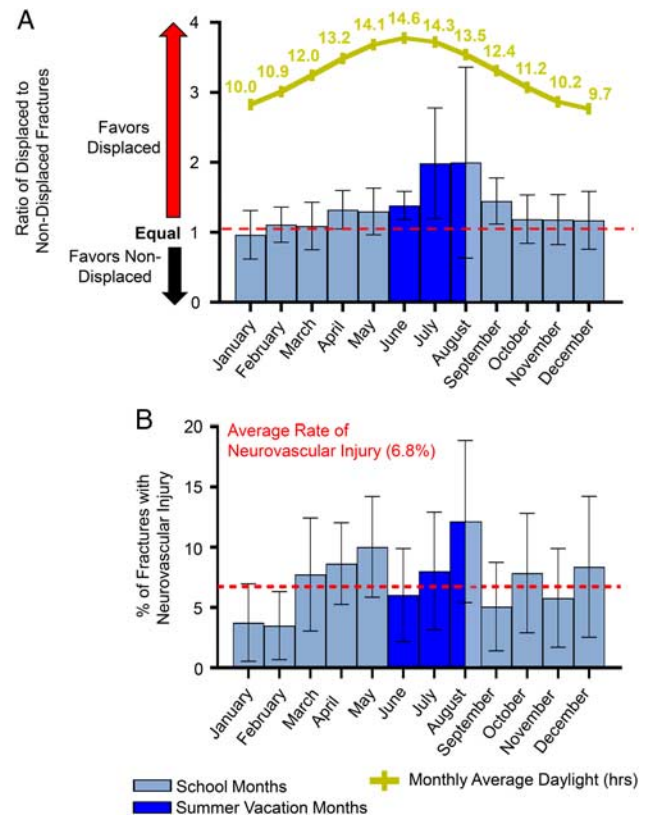 A
Ratio of Displaced to
Non-Displaced Fractures
Favors
Displaced
Equal
Favors Non-
Displaced
4
3
2
1
0
10.0
10.9
12.0
13.2
14.1
14.6
14.3
13.5
12.4
11.2
10.2
9.7
January
February
March
April
May
June
July
August
September
October
November
December
B
% of Fractures with
Neurovascular Injury
20
15
10
5
0
Average Rate of
Neurovascular Injury (6.8%)
January
February
March
April
May
June
July
August
September
October
November
December
School Months
Summer Vacation Months
Monthly Average Daylight (hrs)